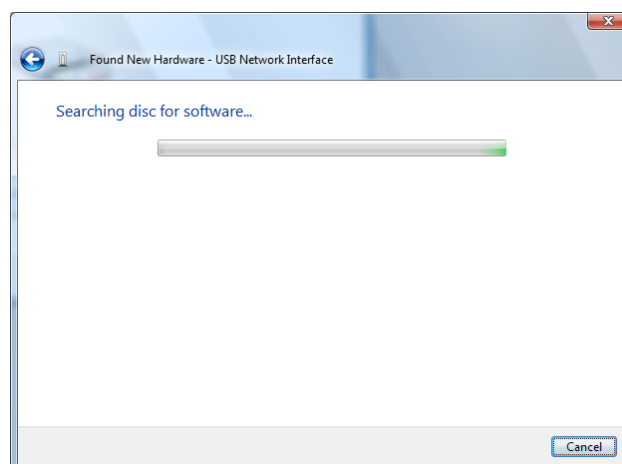 Found New Hardware - USB Network Interface
Searching disc for software...
Cancel